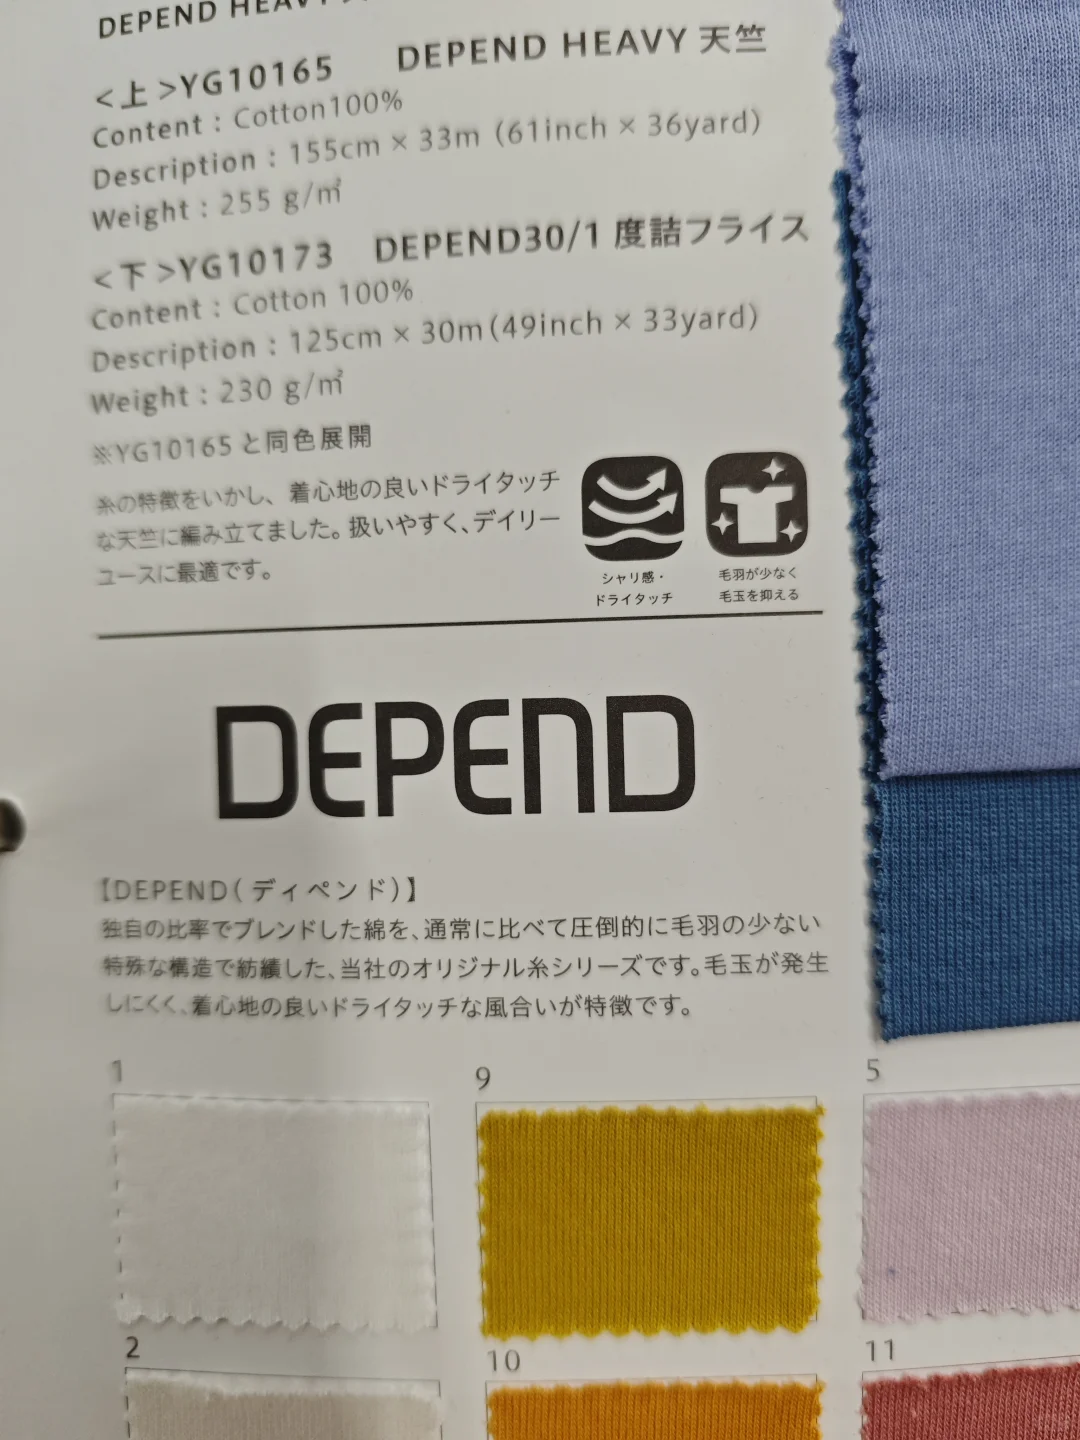 DEPEND HEAVY
<上>YG10165 DEPEND HEAVY 天竺
Content : Cotton100%
Description : 155cm × 33m (61inch × 36yard)
Weight : 255 g/㎡
<下>YG10173 DEPEND30/1 度詰フライス
Content : Cotton 100%
Description : 125cm × 30m(49inch × 33yard)
Weight : 230 g/㎡
※YG10165 と同色展開
糸の特徴をいかし、着心地の良いドライタッチ
な天竺に編み立てました。扱いやすく、デイリー
ユースに最適です。
シャリ感・
ドライタッチ
毛羽が少なく
毛玉を抑える
DEPEND
【DEPEND(ディペンド)】
独自の比率でブレンドした綿を、通常に比べて圧倒的に毛羽の少ない
特殊な構造で紡績した、当社のオリジナル糸シリーズです。毛玉が発生
しにくく、着心地の良いドライタッチな風合いが特徴です。
1
9
5
2
10
11